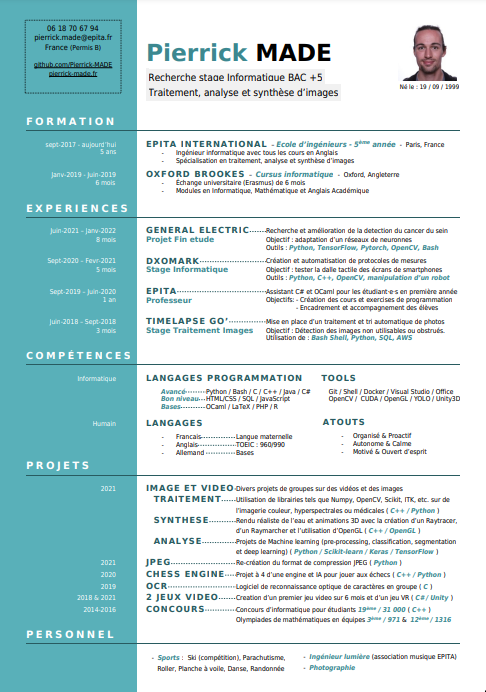 06 18 70 67 94
pierrick.made@epita.fr
France (Permis B)
github.com/Pierrick-MADE
pierrick-made.fr
Pierrick MADE
Recherche stage Informatique BAC +5
Traitement, analyse et synthèse d'images
Né le : 19 / 09 / 1999
FORMATION
sept-2017 - aujourd'hui
5 ans
EPITA INTERNATIONAL - Ecole d'ingénieurs - 5ème année - Paris, France
- Ingénieur informatique avec tous les cours en Anglais
- Spécialisation en traitement, analyse et synthèse d'images
Janv-2019 - Juin-2019
6 mois
OXFORD BROOKES - Cursus informatique - Oxford, Angleterre
- Échange universitaire (Erasmus) de 6 mois
- Modules en Informatique, Mathématique et Anglais Académique
EXPERIENCES
Juin-2021 – Janv-2022
8 mois
GENERAL ELECTRIC
Projet Fin etude
Recherche et amélioration de la detection du cancer du sein
Objectif : adaptation d'un réseaux de neuronnes
Outils : Python, TensorFlow, Pytorch, OpenCV, Bash
Sept-2020 – Fevr-2021
5 mois
DXOMARK
Stage Informatique
Création et automatisation de protocoles de mesures
Objectif : tester la dalle tactile des écrans de smartphones
Outils : Python, C++, OpenCV, manipulation d'un robot
Sept-2019 – Juin-2020
1 an
EPITA
Professeur
Assistant C# et OCaml pour les étudiant·e·s en première année
Objectifs: - Création des cours et exercises de programmation
- Encadrement et accompagnement des élèves
Juin-2018 – Sept-2018
3 mois
TIMELAPSE GO'
Stage Traitement Images
Mise en place d'un traitement et tri automatique de photos
Objectif : Détection des images non utilisables ou obstrués.
Utilisation de : Bash Shell, Python, SQL, AWS
COMPÉTENCES
Informatique
LANGAGES PROGRAMMATION
Avancé Python / Bash / C / C++ / Java / C#
Bon niveau HTML/CSS / SQL / JavaScript
Bases OCaml / LaTeX / PHP / R
TOOLS
Git / Shell / Docker / Visual Studio / Office
OpenCV / CUDA / OpenGL / YOLO / Unity3D
Humain
LANGAGES
- Francais Langue maternelle
- Anglais TOEIC : 960/990
- Allemand Bases
ATOUTS
- Organisé & Proactif
- Autonome & Calme
- Motivé & Ouvert d'esprit
PROJETS
2021
IMAGE ET VIDEO Divers projets de groupes sur des vidéos et des images
TRAITEMENT Utilisation de librairies tels que Numpy, OpenCV, Scikit, ITK, etc. sur de
l'imagerie couleur, hyperspectrales ou médicales ( C++ / Python )
SYNTHESE Rendu réaliste de l'eau et animations 3D avec la création d'un Raytracer,
d'un Raymarcher et l'utilisation d'OpenGL ( C++ / OpenGL )
ANALYSE Projets de Machine learning (pre-processing, classification, segmentation
et deep learning) ( Python / Scikit-learn / Keras / TensorFlow )
2021
JPEG Re-création du format de compression JPEG ( Python )
2020
CHESS ENGINE Projet à 4 d'une engine et IA pour jouer aux échecs ( C++ / Python )
2019
OCR Logiciel de reconnaissance optique de caractères en groupe ( C )
2018 & 2021
2 JEUX VIDEO Creation d'un premier jeu video sur 6 mois et d'un jeu VR ( C#/ Unity )
2014-2016
CONCOURS Concours d'informatique pour étudiants 19ème / 31 000 ( C++ )
Olympiades de mathématiques en équipes 3ème / 971 & 12ème / 1316
PERSONNEL
- Sports : Ski (compétition), Parachutisme,
Roller, Planche à voile, Danse, Randonnée
- Ingénieur lumière (association musique EPITA)
- Photographie